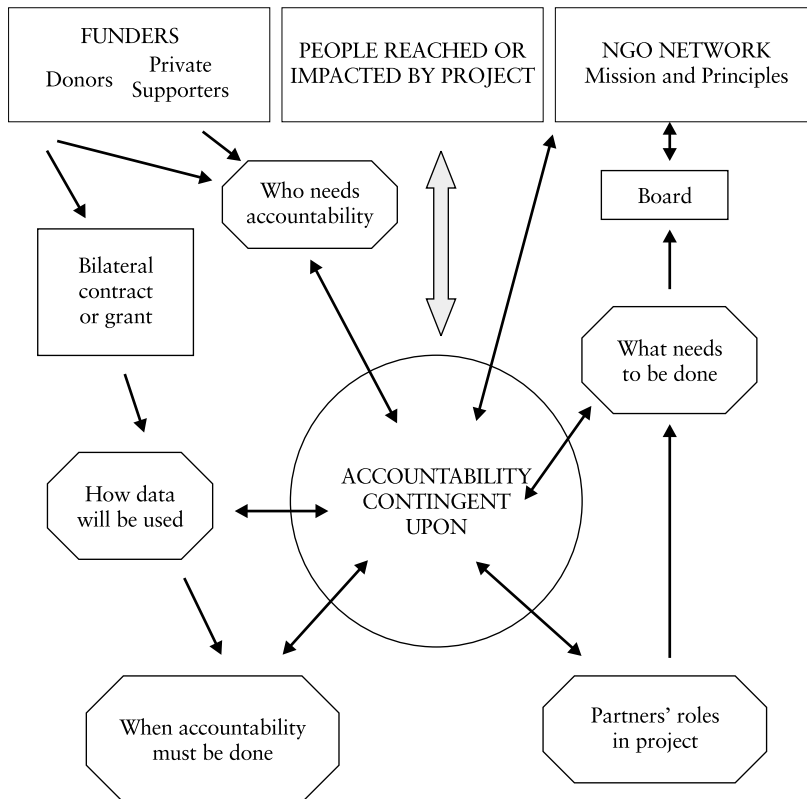 FUNDERS
Donors
Private
Supporters
PEOPLE REACHED OR
IMPACTED BY PROJECT
NGO NETWORK
Mission and Principles
Who needs
accountability
Board
Bilateral
contract
or grant
What needs
to be done
ACCOUNTABILITY
CONTINGENT
UPON
How data
will be used
When accountability
must be done
Partners’ roles
in project